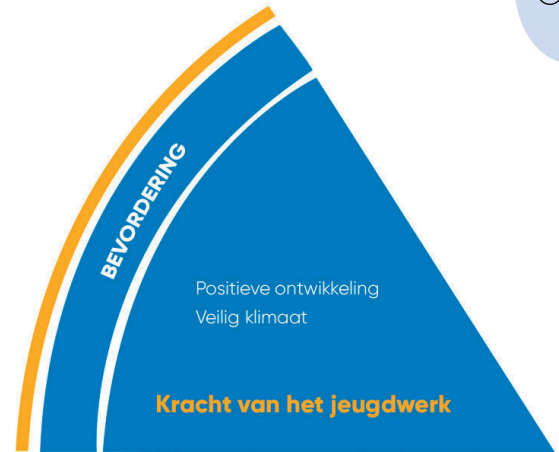 BEVORDERING
Positieve ontwikkeling
Veilig klimaat
Kracht van het jeugdwerk